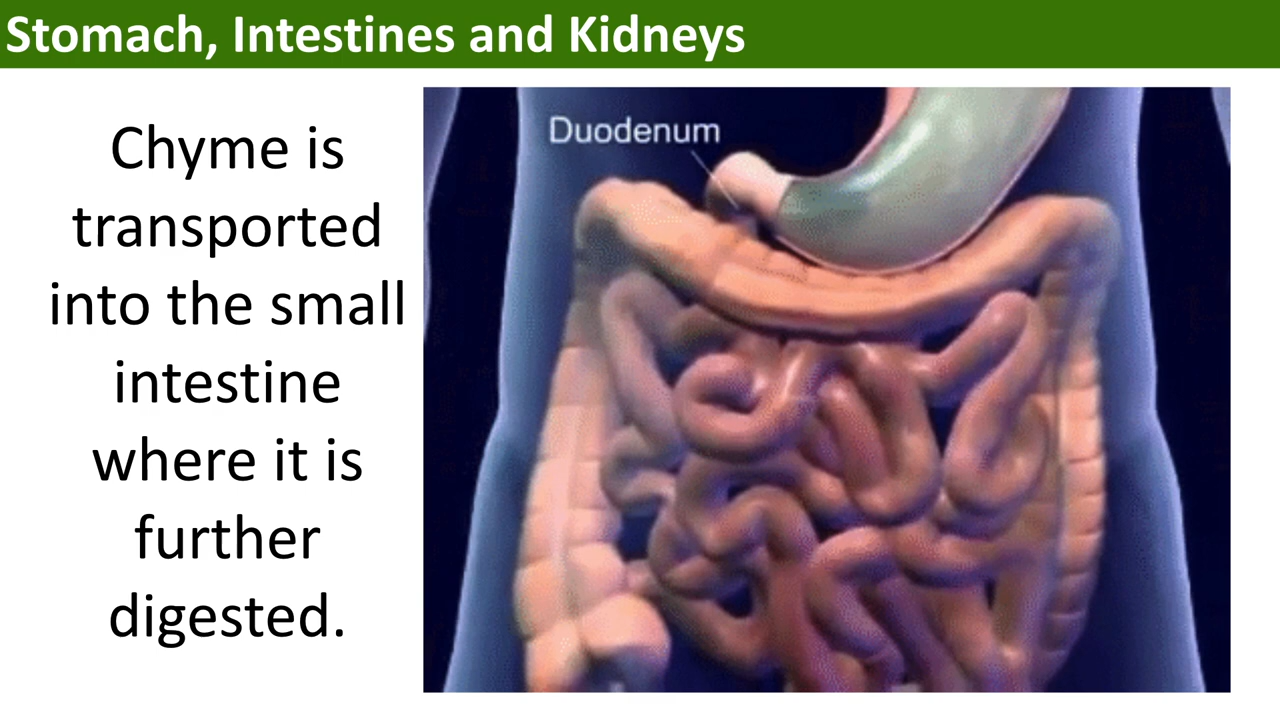 Stomach, Intestines and Kidneys
Chyme is
transported
into the small
intestine
where it is
further
digested.
Duodenum